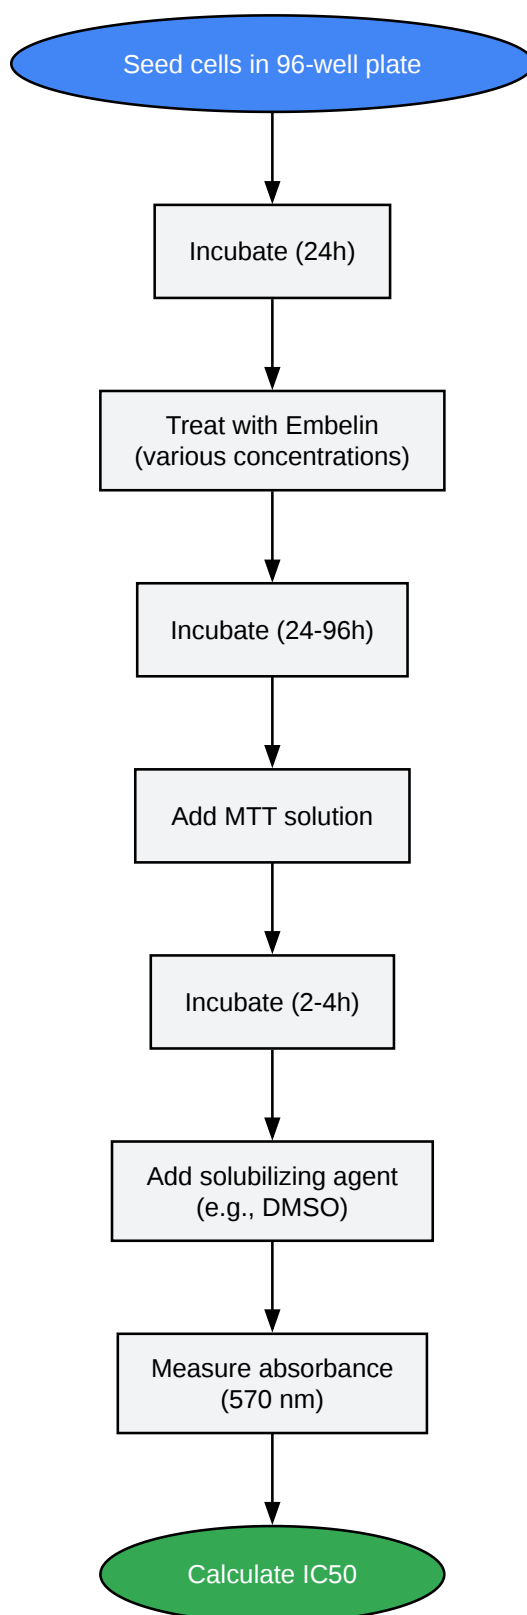 Seed cells in 96-well plate
Incubate (24h)
Treat with Embelin
(various concentrations)
Incubate (24-96h)
Add MTT solution
Incubate (2-4h)
Add solubilizing agent
(e.g., DMSO)
Measure absorbance
(570 nm)
Calculate IC50